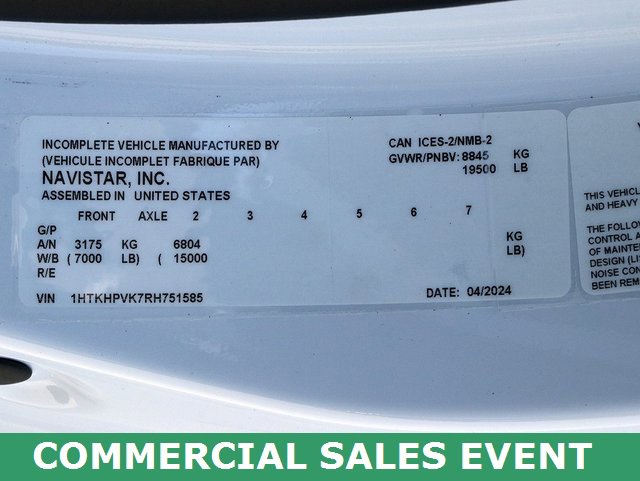 INCOMPLETE VEHICLE MANUFACTURED BY
(VEHICULE INCOMPLET FABRIQUE PAR)
NAVISTAR, INC.
ASSEMBLED IN UNITED STATES
CAN ICES-2/NMB-2
GVWR/PNBV: 8845 KG
19500 LB
FRONT AXLE 2 3 4 5 6 7
G/P
A/N 3175 KG 6804 KG
W/B ( 7000 LB) ( 15000 LB)
R/E
VIN 1HTKHPVK7RH751585
DATE: 04/2024
THIS VEHICLE
AND HEAVY
THE FOLLOW
CONTROL A
OF MAINTE
DESIGN (LI
NOISE CON
BEEN REM
COMMERCIAL SALES EVENT